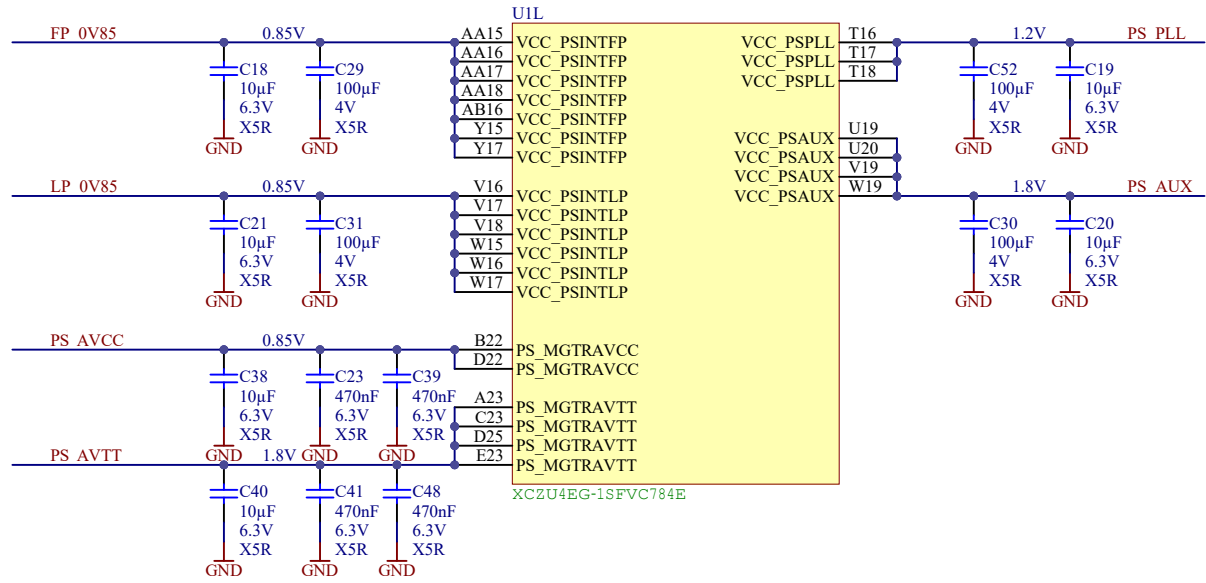 U1L
FP_0V85
0.85V
C18
10µF
6.3V
X5R
GND
C29
100µF
4V
X5R
GND
AA15 VCC_PSINTFP
AA16 VCC_PSINTFP
AA17 VCC_PSINTFP
AA18 VCC_PSINTFP
AB16 VCC_PSINTFP
Y15 VCC_PSINTFP
Y17 VCC_PSINTFP
LP_0V85
0.85V
C21
10µF
6.3V
X5R
GND
C31
100µF
4V
X5R
GND
V16 VCC_PSINTLP
V17 VCC_PSINTLP
V18 VCC_PSINTLP
W15 VCC_PSINTLP
W16 VCC_PSINTLP
W17 VCC_PSINTLP
PS_AVCC
0.85V
C38
10µF
6.3V
X5R
GND
C23
470nF
6.3V
X5R
GND
C39
470nF
6.3V
X5R
GND
B22 PS_MGTRAVCC
D22 PS_MGTRAVCC
PS_AVTT
1.8V
C40
10µF
6.3V
X5R
GND
C41
470nF
6.3V
X5R
GND
C48
470nF
6.3V
X5R
GND
A23 PS_MGTRAVTT
C23 PS_MGTRAVTT
D25 PS_MGTRAVTT
E23 PS_MGTRAVTT
VCC_PSPLL T16
VCC_PSPLL T17
VCC_PSPLL T18
1.2V
PS_PLL
C52
100µF
4V
X5R
GND
C19
10µF
6.3V
X5R
GND
VCC_PSAUX U19
VCC_PSAUX U20
VCC_PSAUX V19
VCC_PSAUX W19
1.8V
PS_AUX
C30
100µF
4V
X5R
GND
C20
10µF
6.3V
X5R
GND
XCZU4EG-1SFVC784E